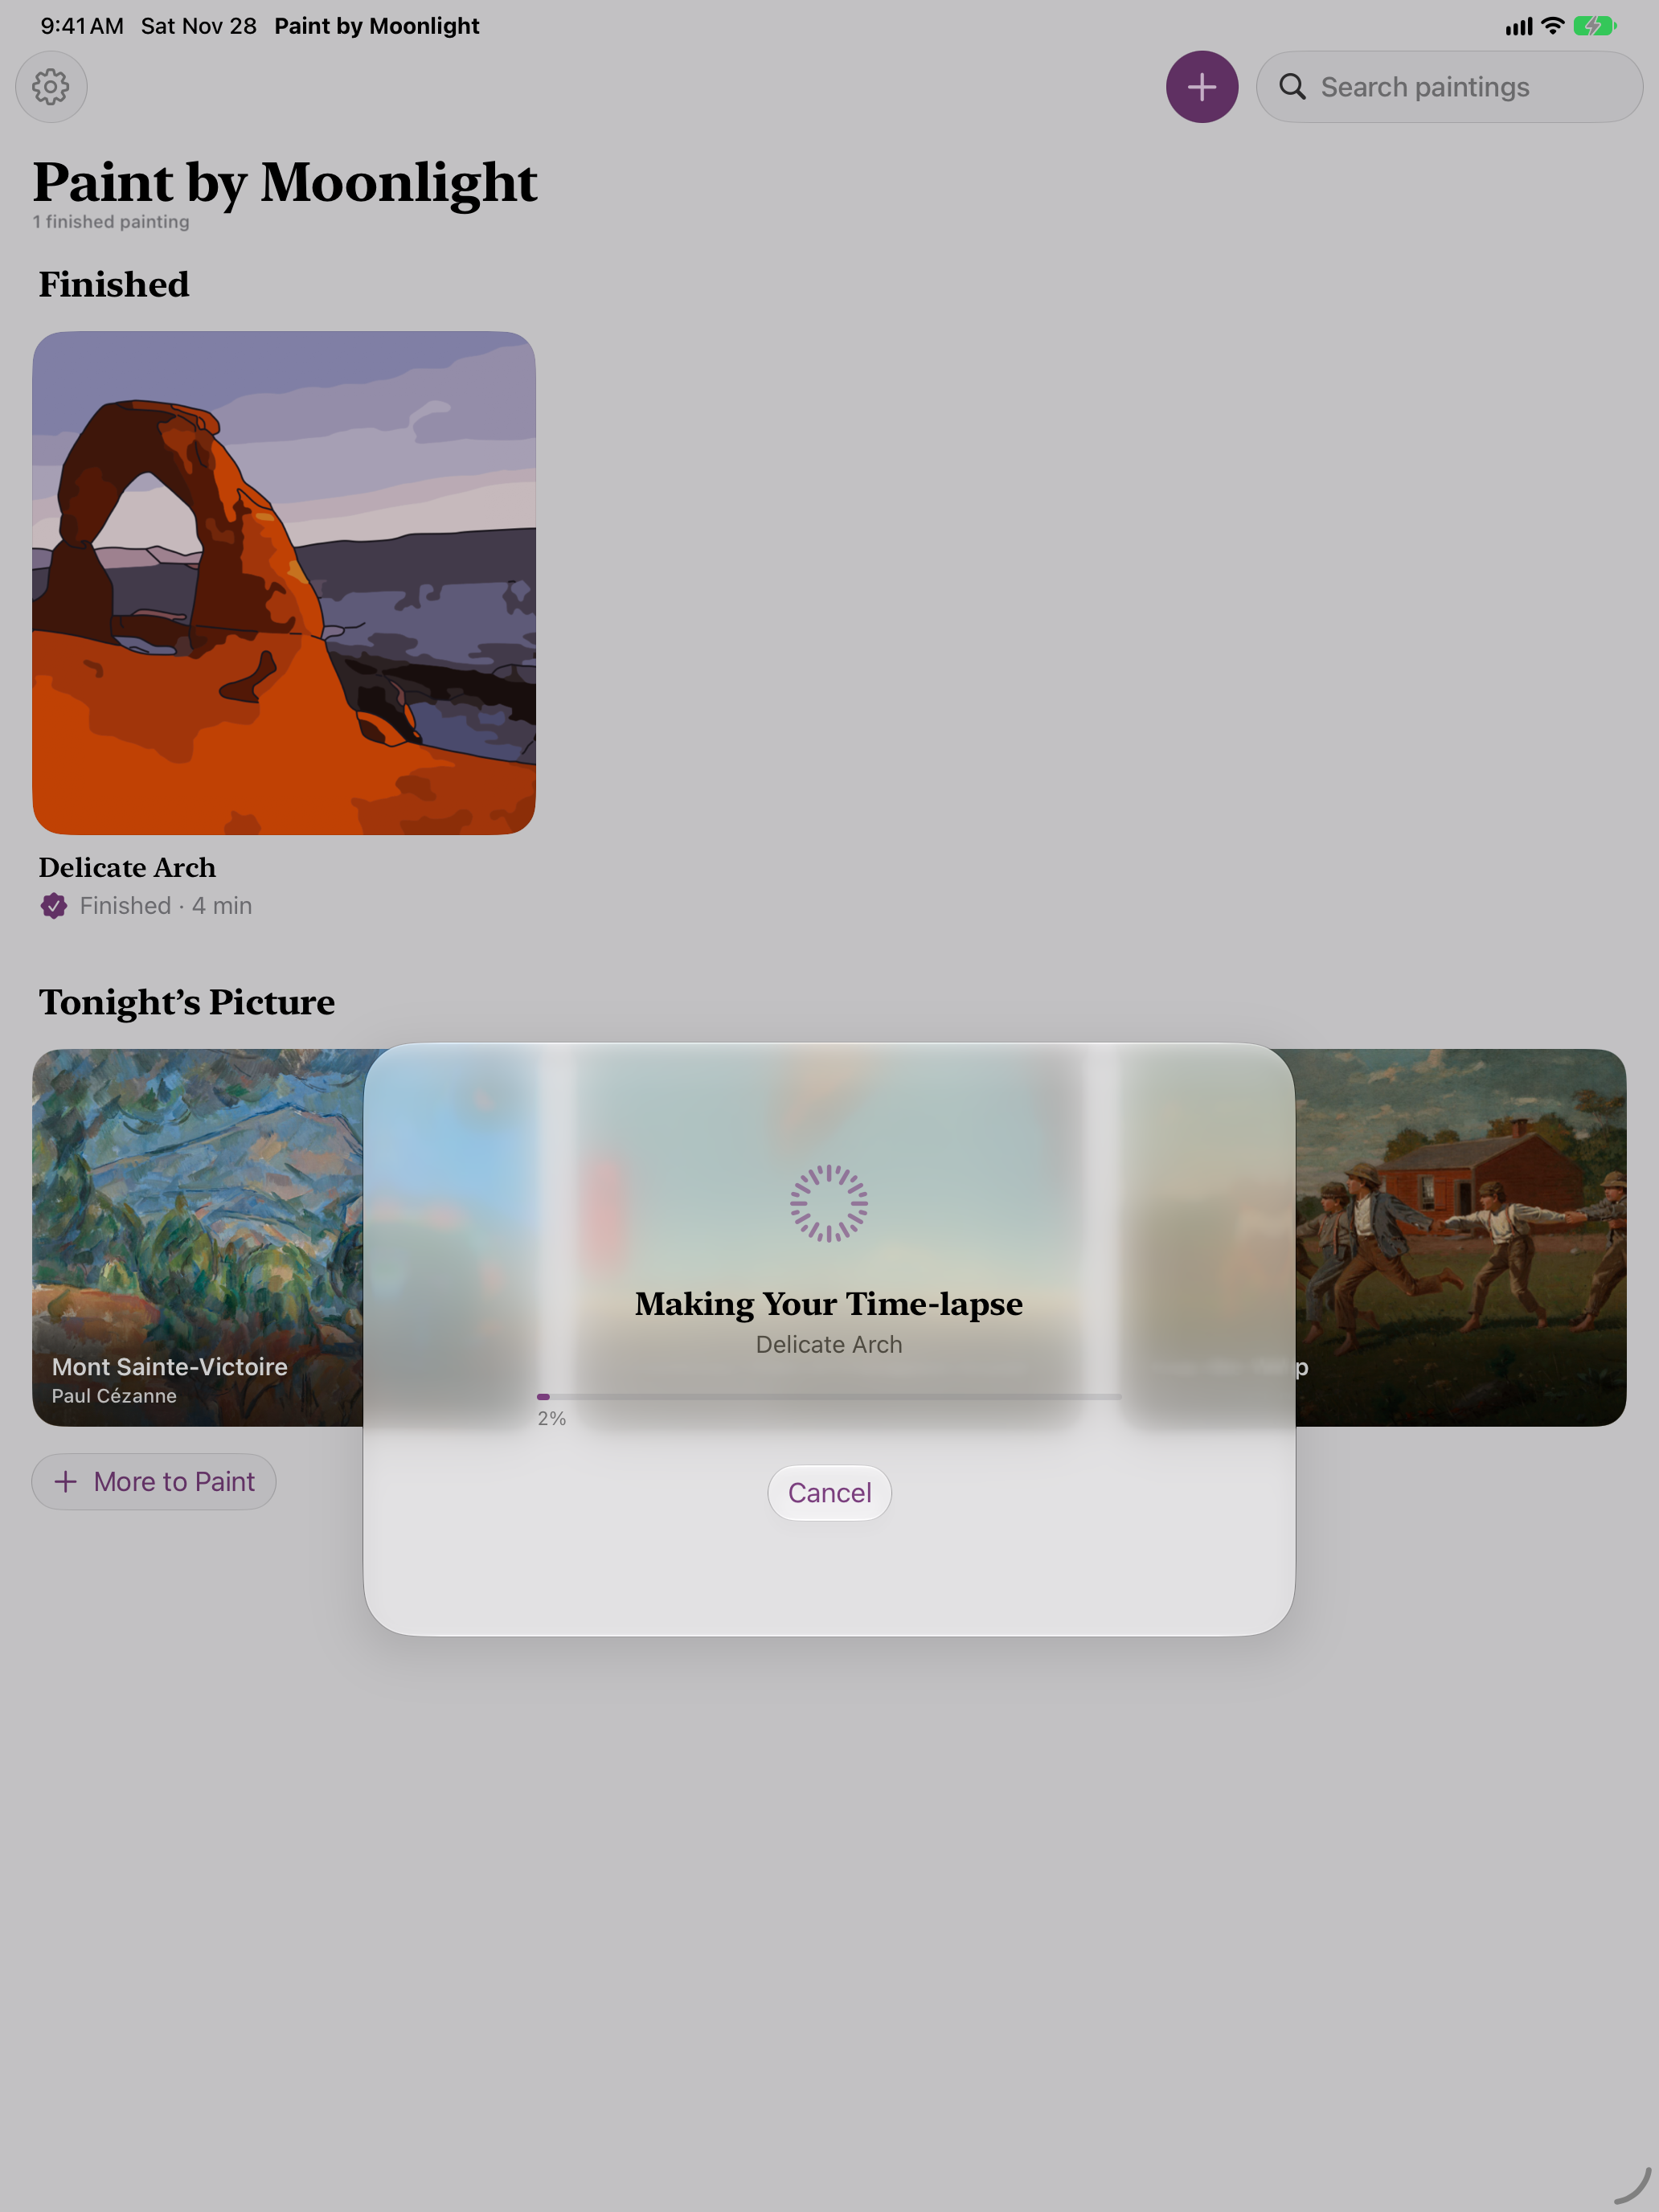 9:41 AM Sat Nov 28 Paint by Moonlight
Search paintings
Paint by Moonlight
1 finished painting
Finished
Delicate Arch
Finished · 4 min
Tonight’s Picture
Mont Sainte-Victoire
Paul Cézanne
Making Your Time-lapse
Delicate Arch
2%
Cancel
More to Paint